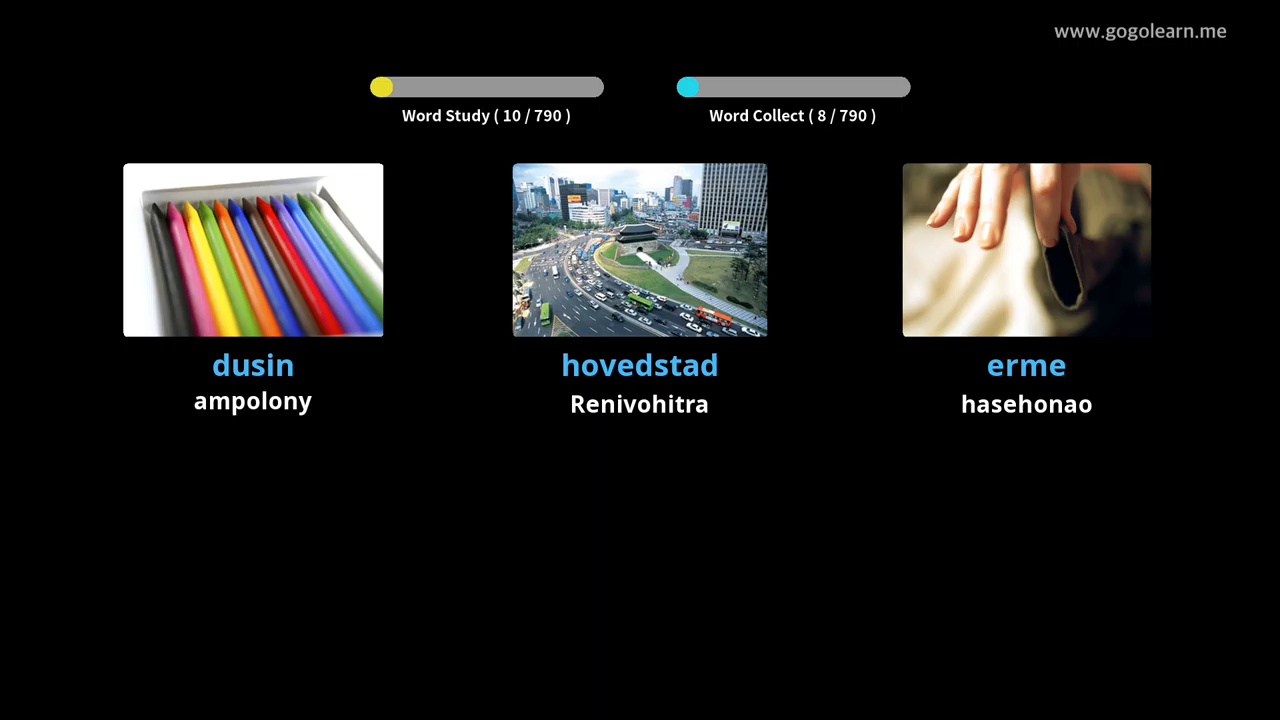 www.gogolearn.me
Word Study ( 10 / 790 )
Word Collect ( 8 / 790 )
dusin
ampolony
hovedstad
Renivohitra
erme
hasehonao